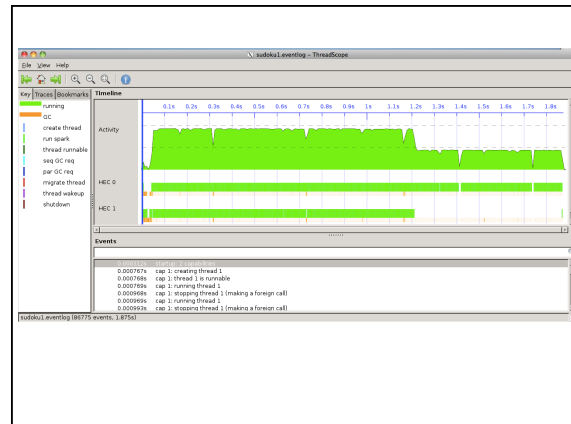 sudoku1.eventlog - ThreadScope
File View Help
Key Traces Bookmarks
running
GC
create thread
run spark
thread runnable
seq GC req
par GC req
migrate thread
thread wakeup
shutdown
Timeline
0.1s 0.2s 0.3s 0.4s 0.5s 0.6s 0.7s 0.8s 0.9s 1s 1.1s 1.2s 1.3s 1.4s 1.5s 1.6s 1.7s 1.8s
Activity
HEC 0
HEC 1
Events
startup: 2 capabilities
0.000767s cap 1: creating thread 1
0.000768s cap 1: thread 1 is runnable
0.000769s cap 1: running thread 1
0.000968s cap 1: stopping thread 1 (making a foreign call)
0.000969s cap 1: running thread 1
0.000993s cap 1: stopping thread 1 (making a foreign call)
sudoku1.eventlog (86775 events, 1.875s)